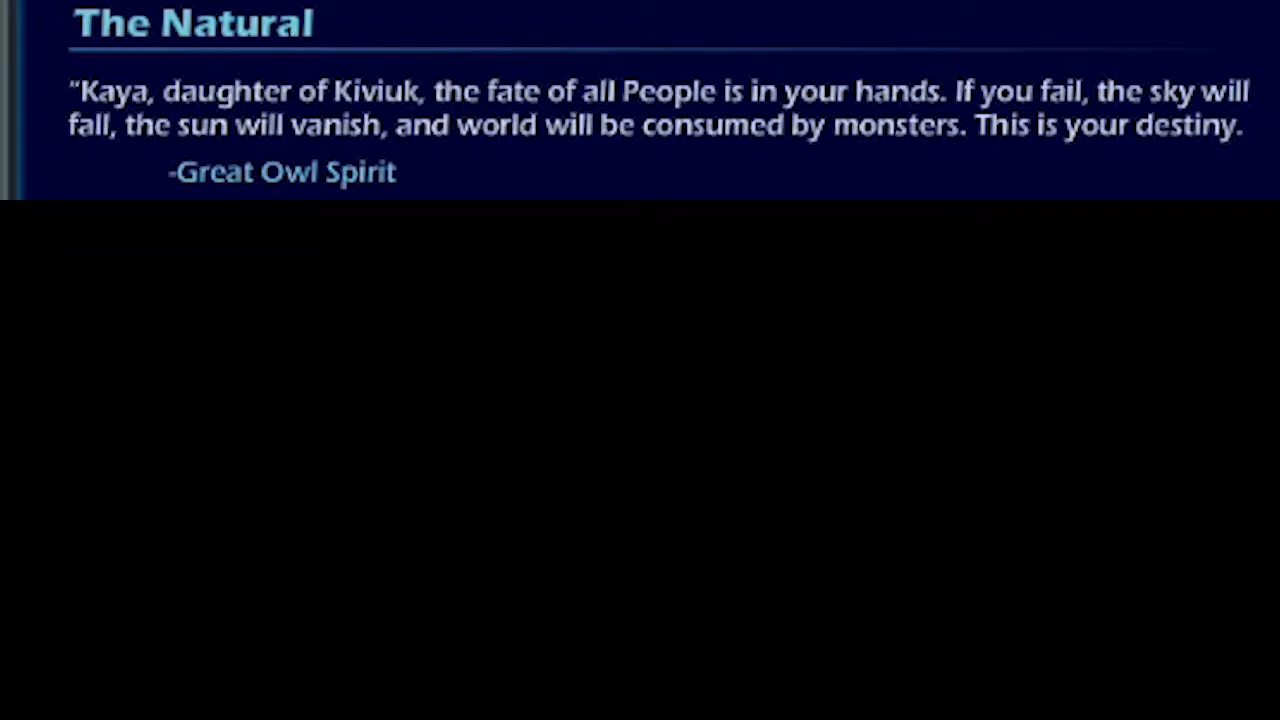 The Natural
"Kaya, daughter of Kiviuk, the fate of all People is in your hands. If you fail, the sky will
fall, the sun will vanish, and world will be consumed by monsters. This is your destiny.
-Great Owl Spirit